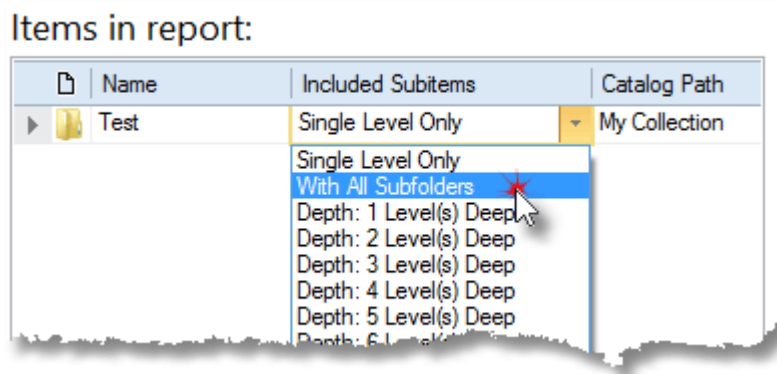 Items in report:
Name Included Subitems Catalog Path
Test Single Level Only My Collection
Single Level Only
With All Subfolders
Depth: 1 Level(s) Deep
Depth: 2 Level(s) Deep
Depth: 3 Level(s) Deep
Depth: 4 Level(s) Deep
Depth: 5 Level(s) Deep